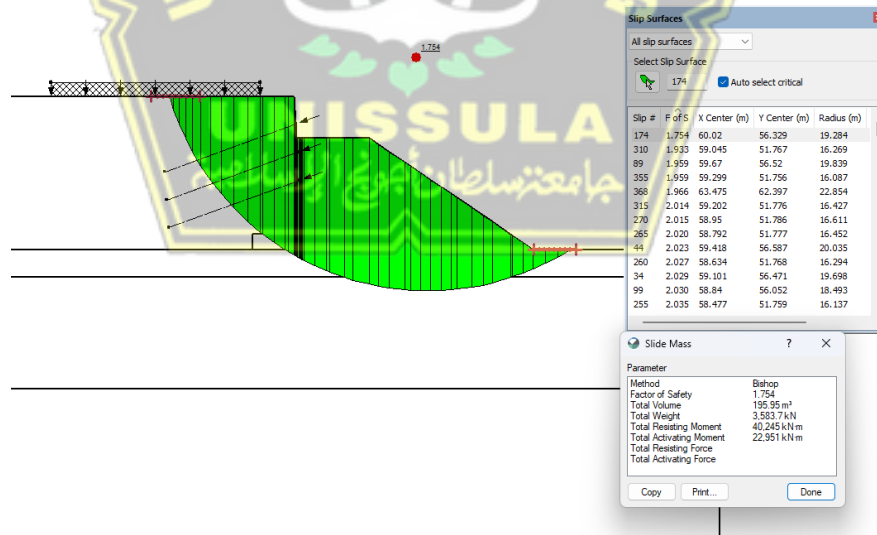 1.754
UNISSULA
جامعتسلطان أجونج الإسلامية
Slip Surfaces
All slip surfaces
Select Slip Surface
174
Auto select critical
Slip # F of S X Center (m) Y Center (m) Radius (m)
174 1.754 60.02 56.329 19.284
310 1.933 59.045 51.767 16.269
89 1.959 59.67 56.52 19.839
355 1.959 59.299 51.756 16.087
368 1.966 63.475 62.397 22.854
315 2.014 59.202 51.776 16.427
270 2.015 58.95 51.786 16.611
265 2.020 58.792 51.777 16.452
44 2.023 59.418 56.587 20.035
260 2.027 58.634 51.768 16.294
34 2.029 59.101 56.471 19.698
99 2.030 58.84 56.052 18.493
255 2.035 58.477 51.759 16.137
Slide Mass
?
Parameter
Method Bishop
Factor of Safety 1.754
Total Volume 195.95 m³
Total Weight 3,583.7 kN
Total Resisting Moment 40,245 kN·m
Total Activating Moment 22,951 kN·m
Total Resisting Force
Total Activating Force
Copy Print... Done